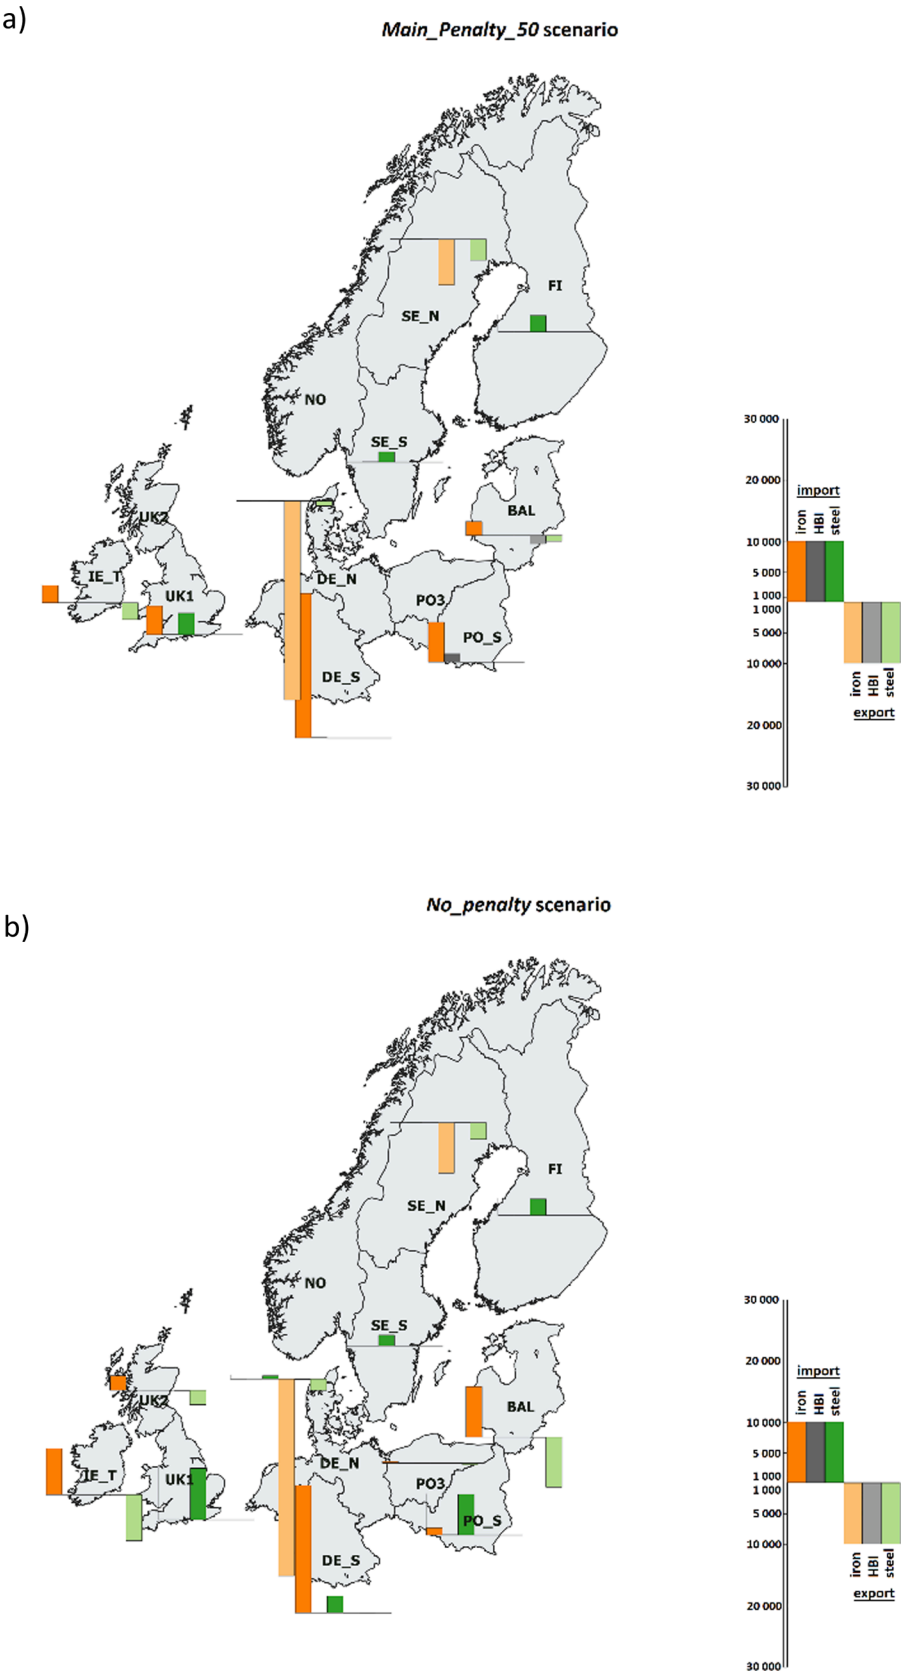 a)
Main_Penalty_50 scenario
FI
SE_N
NO
SE_S
BAL
UK2
IE_T
DE_N
UK1
PO3
PO_S
DE_S
30 000
20 000
import
iron
HBI
steel
10 000
5 000
1 000
1 000
5 000
10 000
iron
HBI
steel
export
20 000
30 000
No_penalty scenario
b)
FI
SE_N
NO
SE_S
UK2
BAL
DE_N
IE_T
UK1
PO3
PO_S
DE_S
30 000
20 000
import
iron
HBI
steel
10 000
5 000
1 000
1 000
5 000
10 000
iron
HBI
steel
export
20 000
30 000